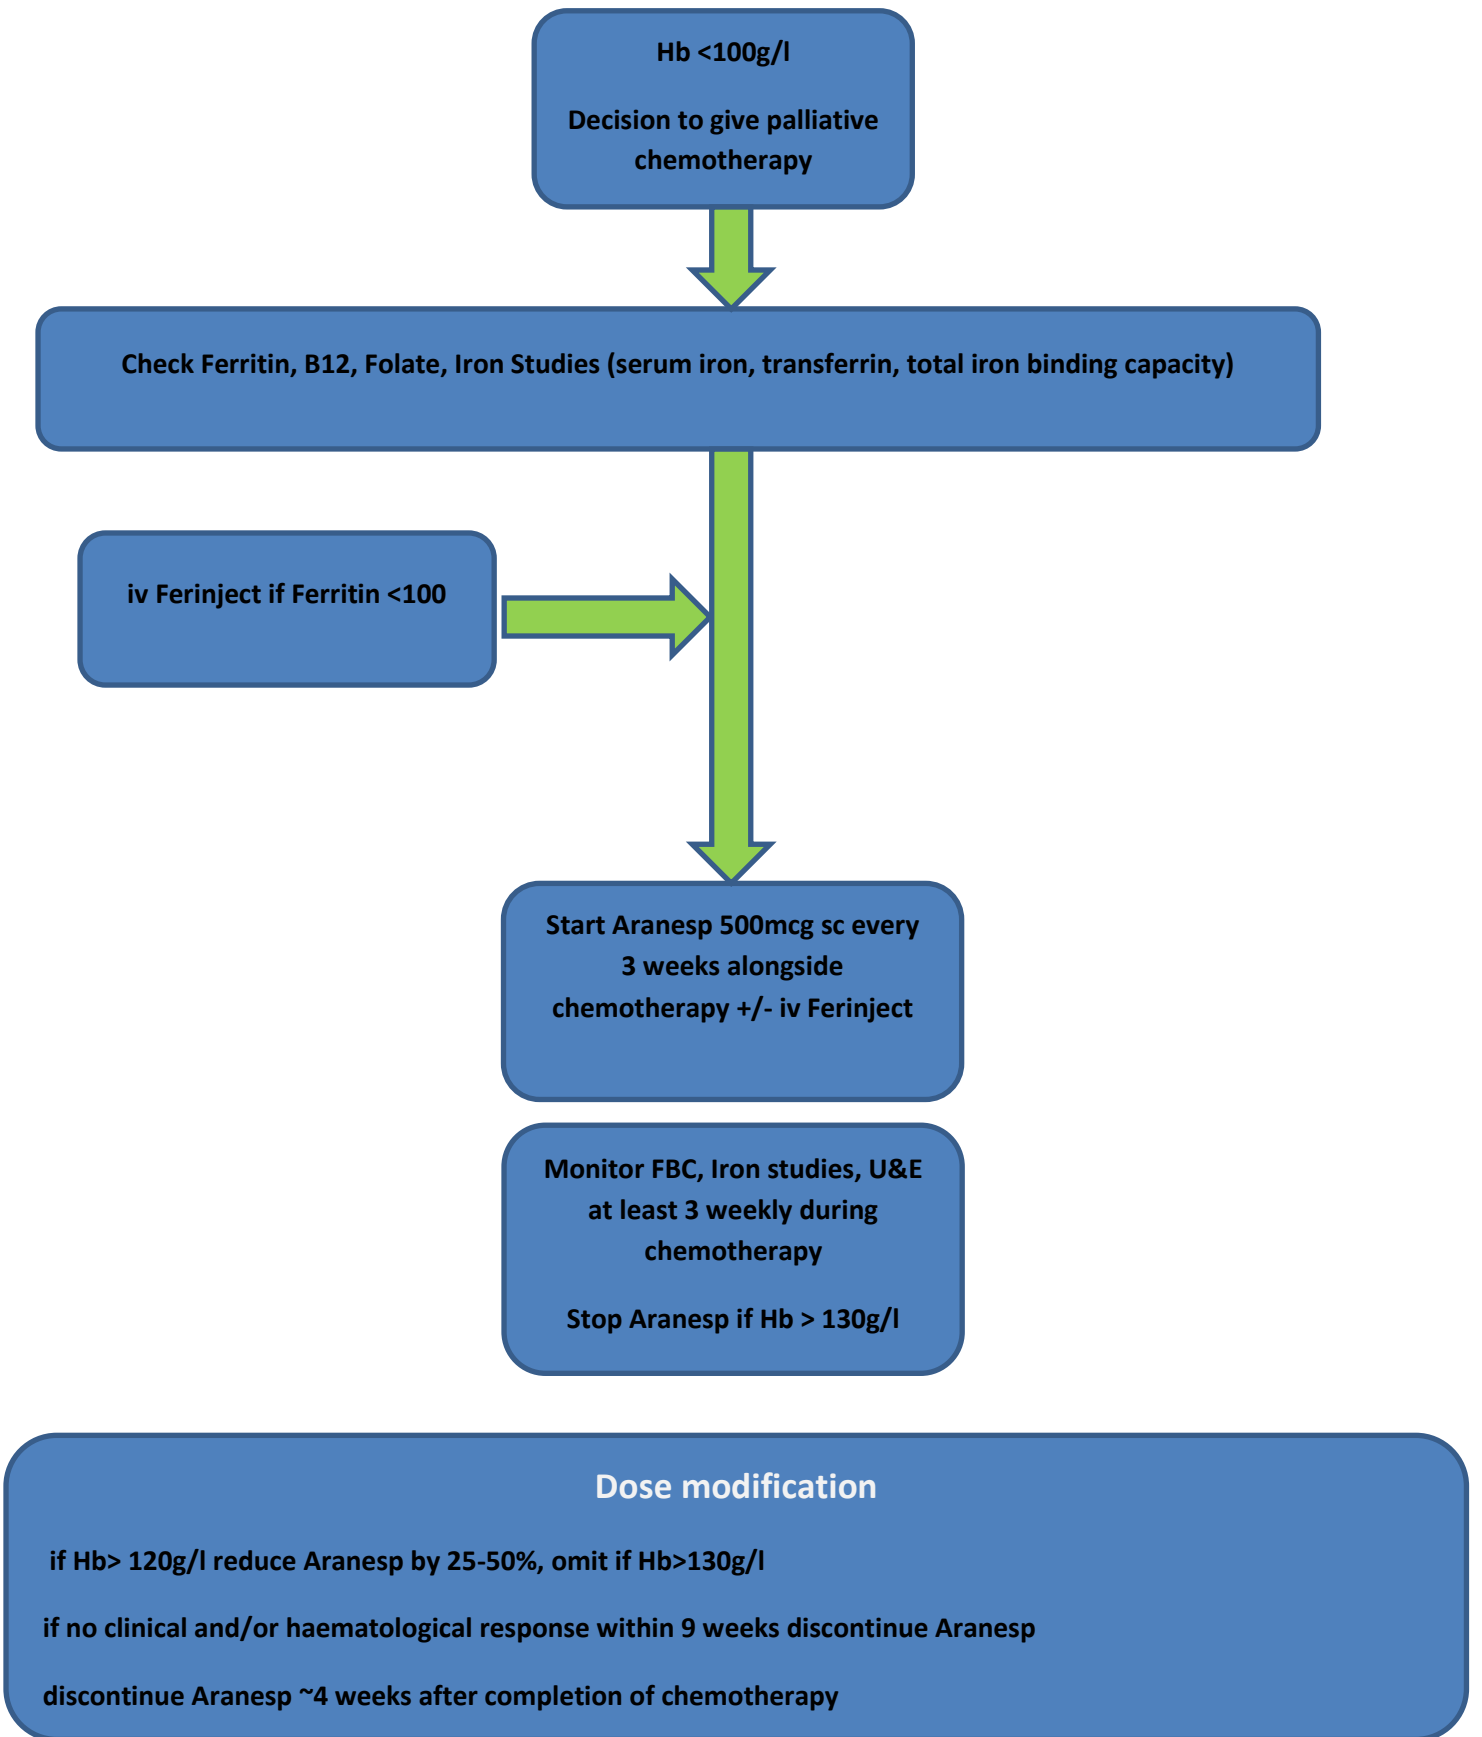 Hb <100g/l
Decision to give palliative
chemotherapy
Check Ferritin, B12, Folate, Iron Studies (serum iron, transferrin, total iron binding capacity)
iv Ferinject if Ferritin <100
Start Aranesp 500mcg sc every
3 weeks alongside
chemotherapy +/- iv Ferinject
Monitor FBC, Iron studies, U&E
at least 3 weekly during
chemotherapy
Stop Aranesp if Hb > 130g/l
Dose modification
if Hb> 120g/l reduce Aranesp by 25-50%, omit if Hb>130g/l
if no clinical and/or haematological response within 9 weeks discontinue Aranesp
discontinue Aranesp ~4 weeks after completion of chemotherapy